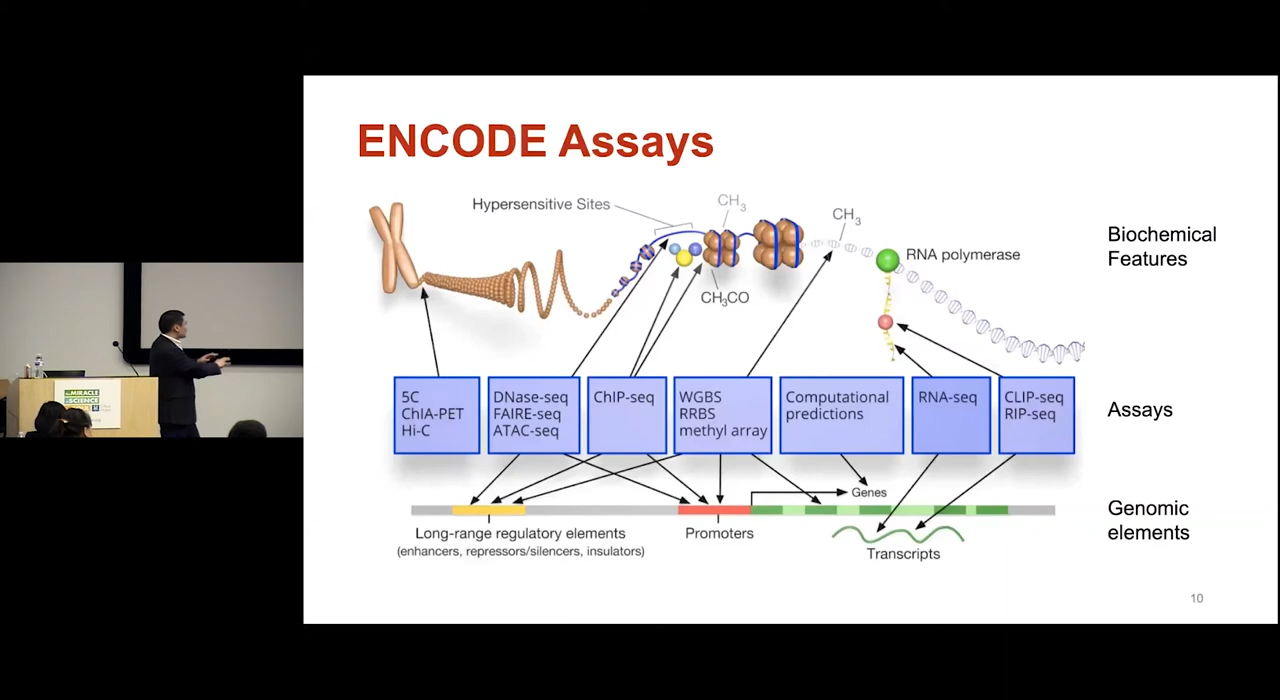 ENCODE Assays
Hypersensitive Sites
CH₃
CH₃
RNA polymerase
CH₃CO
Biochemical
Features
5C
ChIA-PET
Hi-C
DNase-seq
FAIRE-seq
ATAC-seq
ChIP-seq
WGBS
RRBS
methyl array
Computational
predictions
RNA-seq
CLIP-seq
RIP-seq
Assays
Genes
Long-range regulatory elements
(enhancers, repressors/silencers, insulators)
Promoters
Transcripts
Genomic
elements
10
MIRACLE
SCIENCE